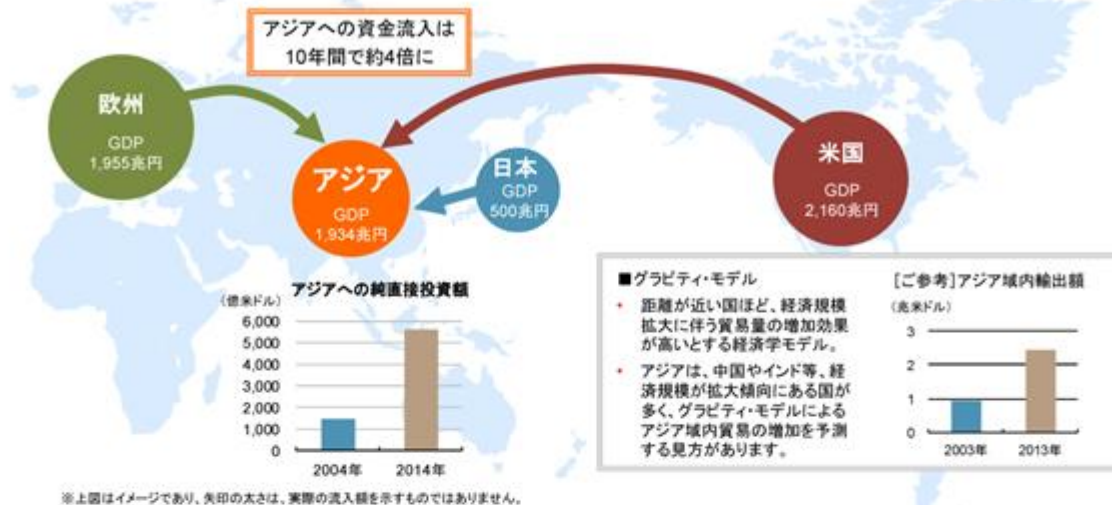 アジアへの資金流入は
10年間で約4倍に
欧州
GDP
1,955兆円
アジア
GDP
1,934兆円
日本
GDP
500兆円
米国
GDP
2,160兆円
アジアへの純直接投資額
(億米ドル)
6,000
5,000
4,000
3,000
2,000
1,000
0
2004年
2014年
■グラビティ・モデル
・ 距離が近い国ほど、経済規模
拡大に伴う貿易量の増加効果
が高いとする経済学モデル。
・ アジアは、中国やインド等、経
済規模が拡大傾向にある国が
多く、グラビティ・モデルによる
アジア域内貿易の増加を予測
する見方があります。
[ご参考]アジア域内輸出額
(兆米ドル)
3
2
1
0
2003年
2013年
※上図はイメージであり、矢印の太さは、実際の流入額を示すものではありません。